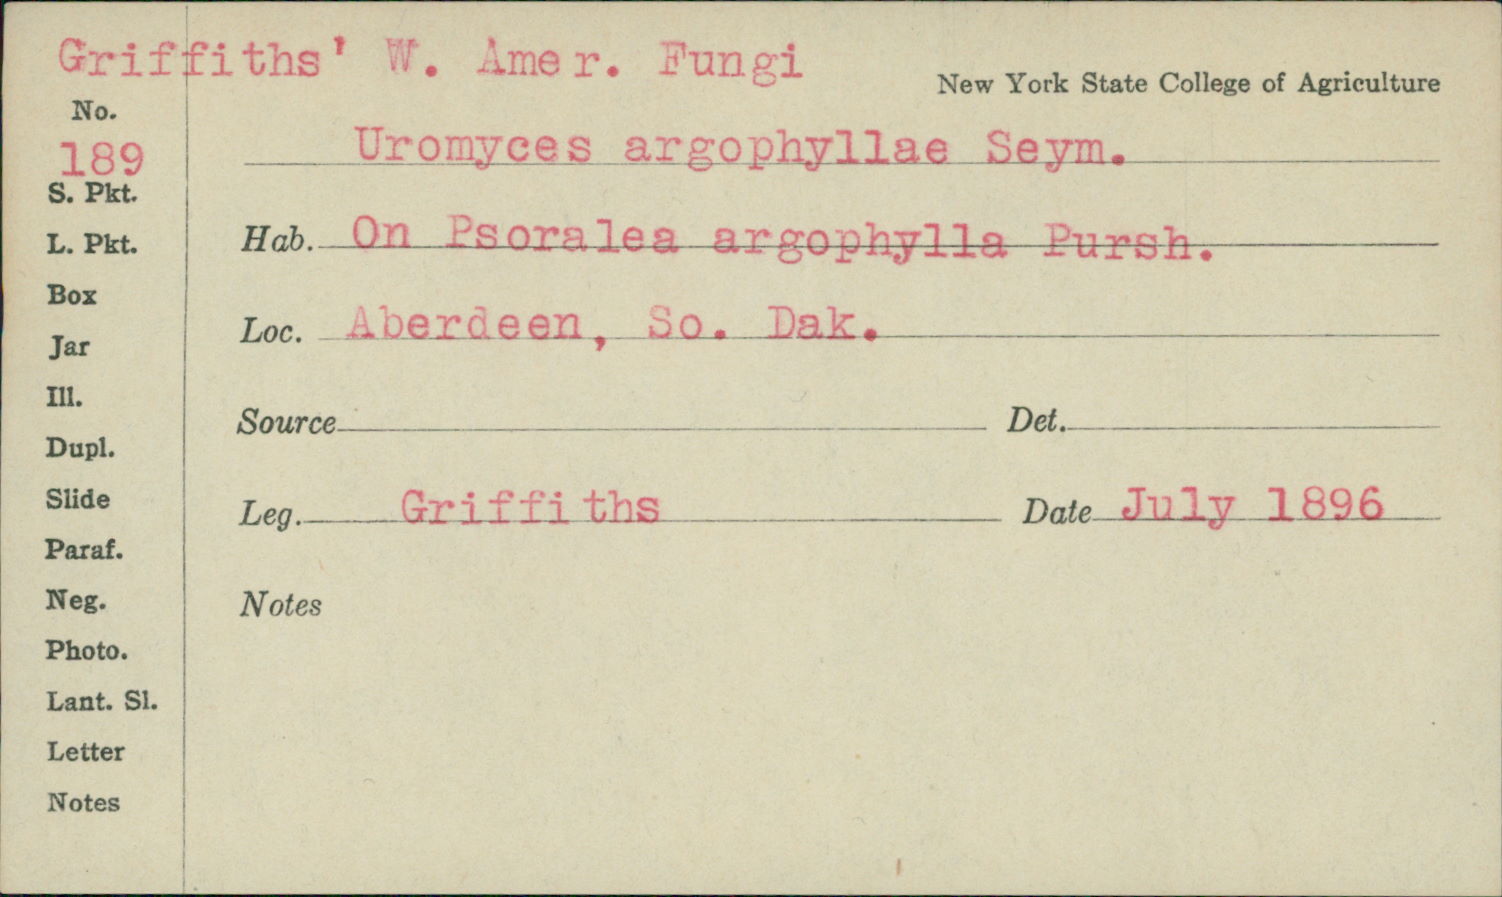 Griffiths' W. Amer. Fungi
New York State College of Agriculture
No.
189
Uromyces argophyllae Seym.
S. Pkt.
Hab. On Psoralea argophylla Pursh.
L. Pkt.
Box
Loc. Aberdeen, So. Dak.
Jar
Ill.
Source Det.
Dupl.
Slide
Leg. Griffiths Date July 1896
Paraf.
Neg.
Notes
Photo.
Lant. Sl.
Letter
Notes